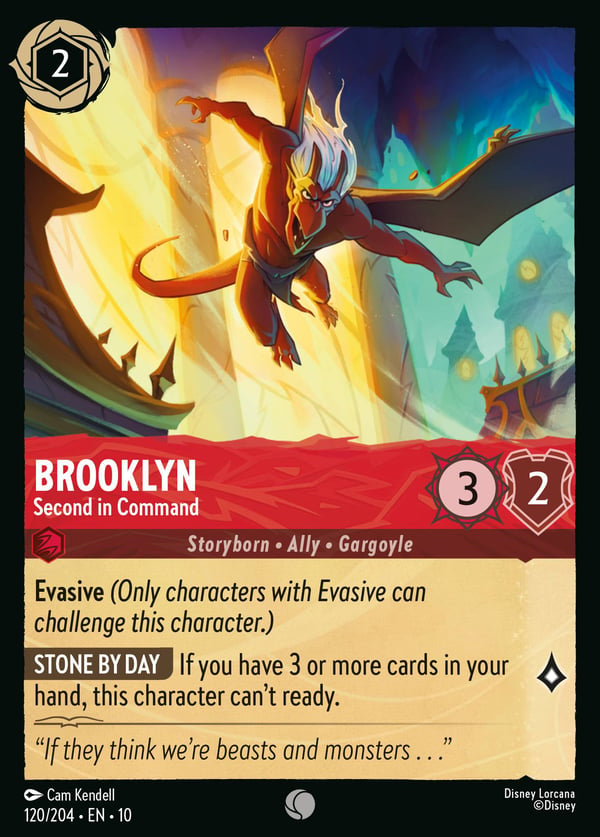 2
BROOKLYN
Second in Command
3
2
Storyborn • Ally • Gargoyle
Evasive (Only characters with Evasive can
challenge this character.)
STONE BY DAY If you have 3 or more cards in your
hand, this character can’t ready.
“If they think we’re beasts and monsters . . .”
Cam Kendell
120/204 • EN • 10
Disney Lorcana
©Disney